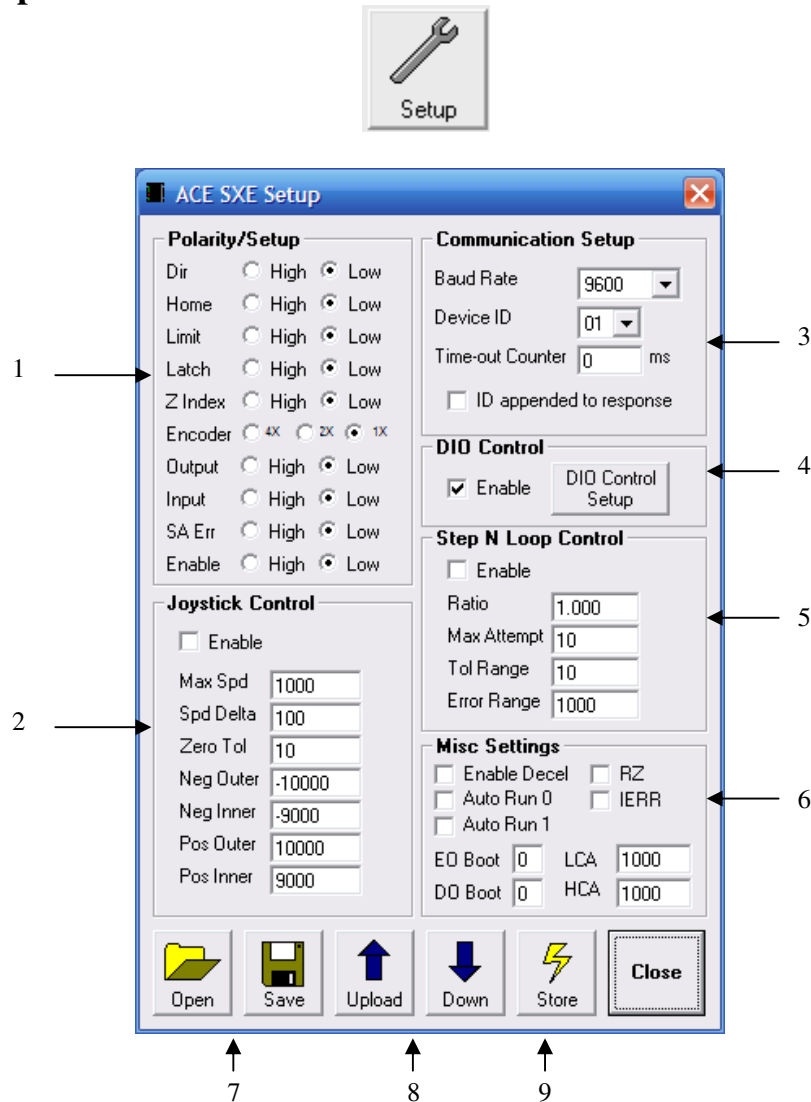 Setup
ACE SXE Setup
Polarity/Setup
Dir High Low
Home High Low
Limit High Low
Latch High Low
Z Index High Low
Encoder 4X 2X 1X
Output High Low
Input High Low
SA Err High Low
Enable High Low
Joystick Control
Enable
Max Spd 1000
Spd Delta 100
Zero Tol 10
Neg Outer -10000
Neg Inner -9000
Pos Outer 10000
Pos Inner 9000
Communication Setup
Baud Rate 9600
Device ID 01
Time-out Counter 0 ms
ID appended to response
DIO Control
Enable
DIO Control
Setup
Step N Loop Control
Enable
Ratio 1.000
Max Attempt 10
Tol Range 10
Error Range 1000
Misc Settings
Enable Decel RZ
Auto Run 0 IERR
Auto Run 1
EO Boot 0 LCA 1000
DO Boot 0 HCA 1000
Open Save Upload Down Store Close
1
2
3
4
5
6
7 8 9